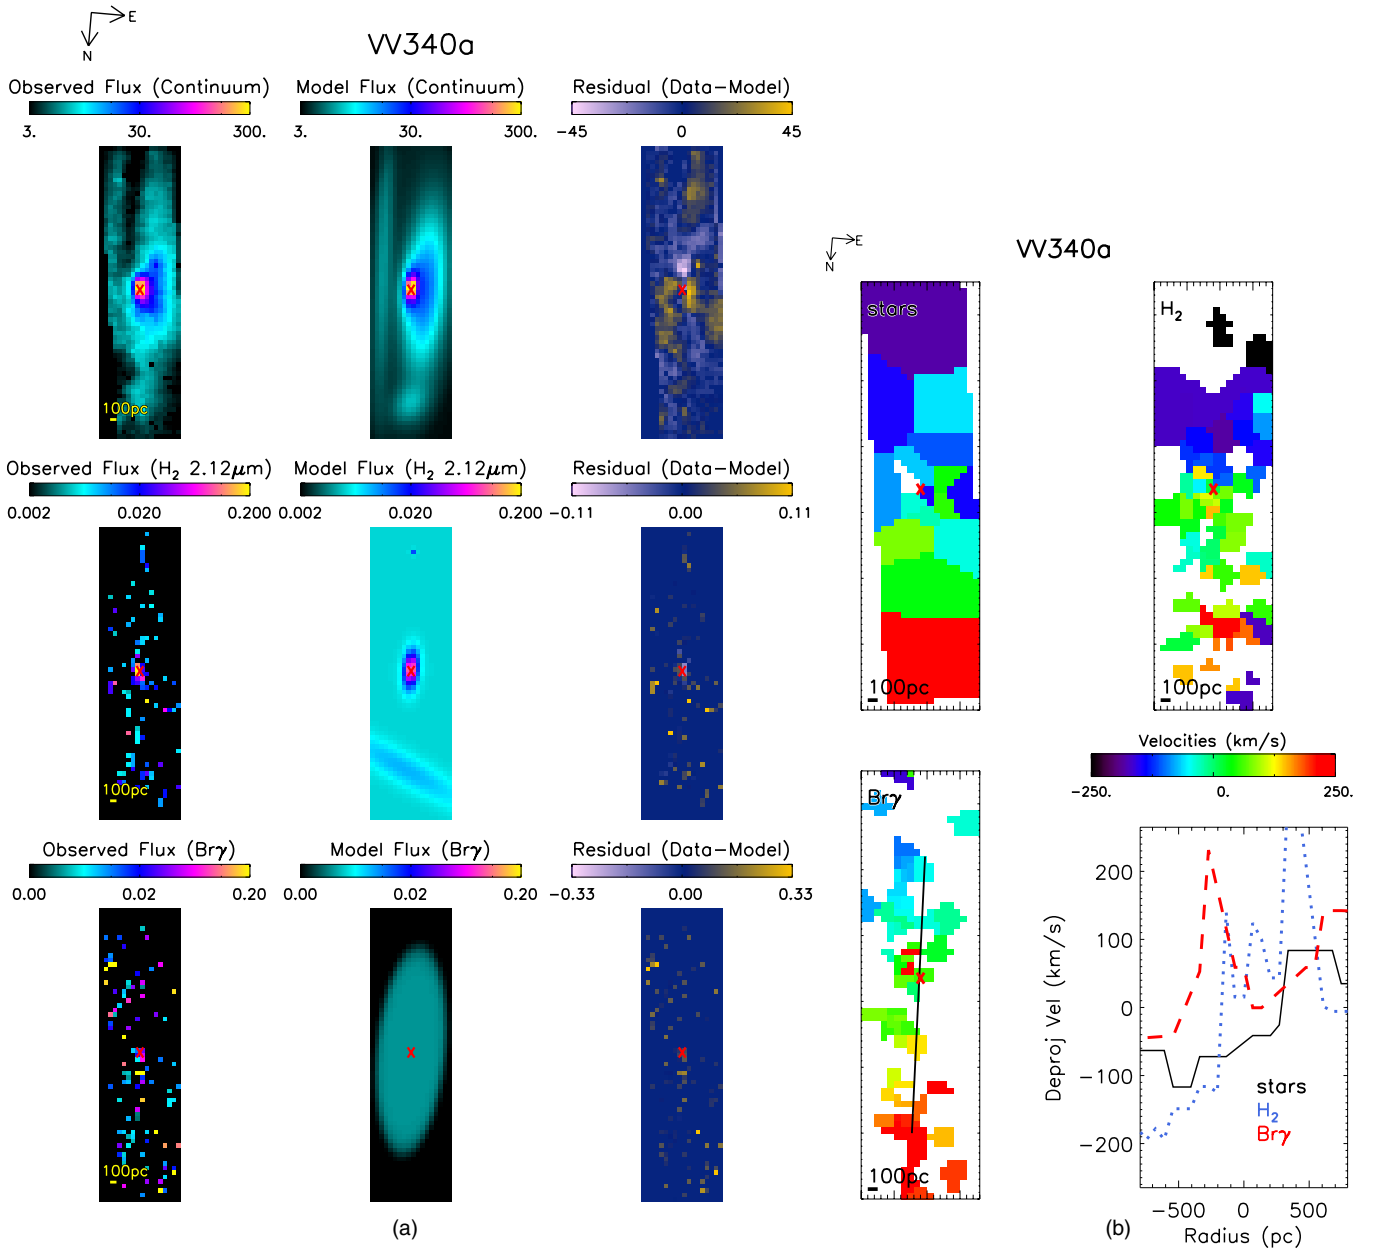 E
N
VV340a
Observed Flux (Continuum)
3. 30. 300.
Model Flux (Continuum)
3. 30. 300.
Residual (Data-Model)
-45 0 45
X
X
X
100pc
Observed Flux (H₂ 2.12μm)
0.002 0.020 0.200
Model Flux (H₂ 2.12μm)
0.002 0.020 0.200
Residual (Data-Model)
-0.11 0.00 0.11
X
X
X
100pc
Observed Flux (Brγ)
0.00 0.02 0.20
Model Flux (Brγ)
0.00 0.02 0.20
Residual (Data-Model)
-0.33 0.00 0.33
X
X
X
100pc
(a)
E
N
VV340a
stars
X
100pc
H₂
X
100pc
Velocities (km/s)
-250. 0. 250.
Brγ
X
100pc
Deproj Vel (km/s)
200
100
0
-100
-200
stars
H₂
Brγ
-500 0 500
Radius (pc)
(b)